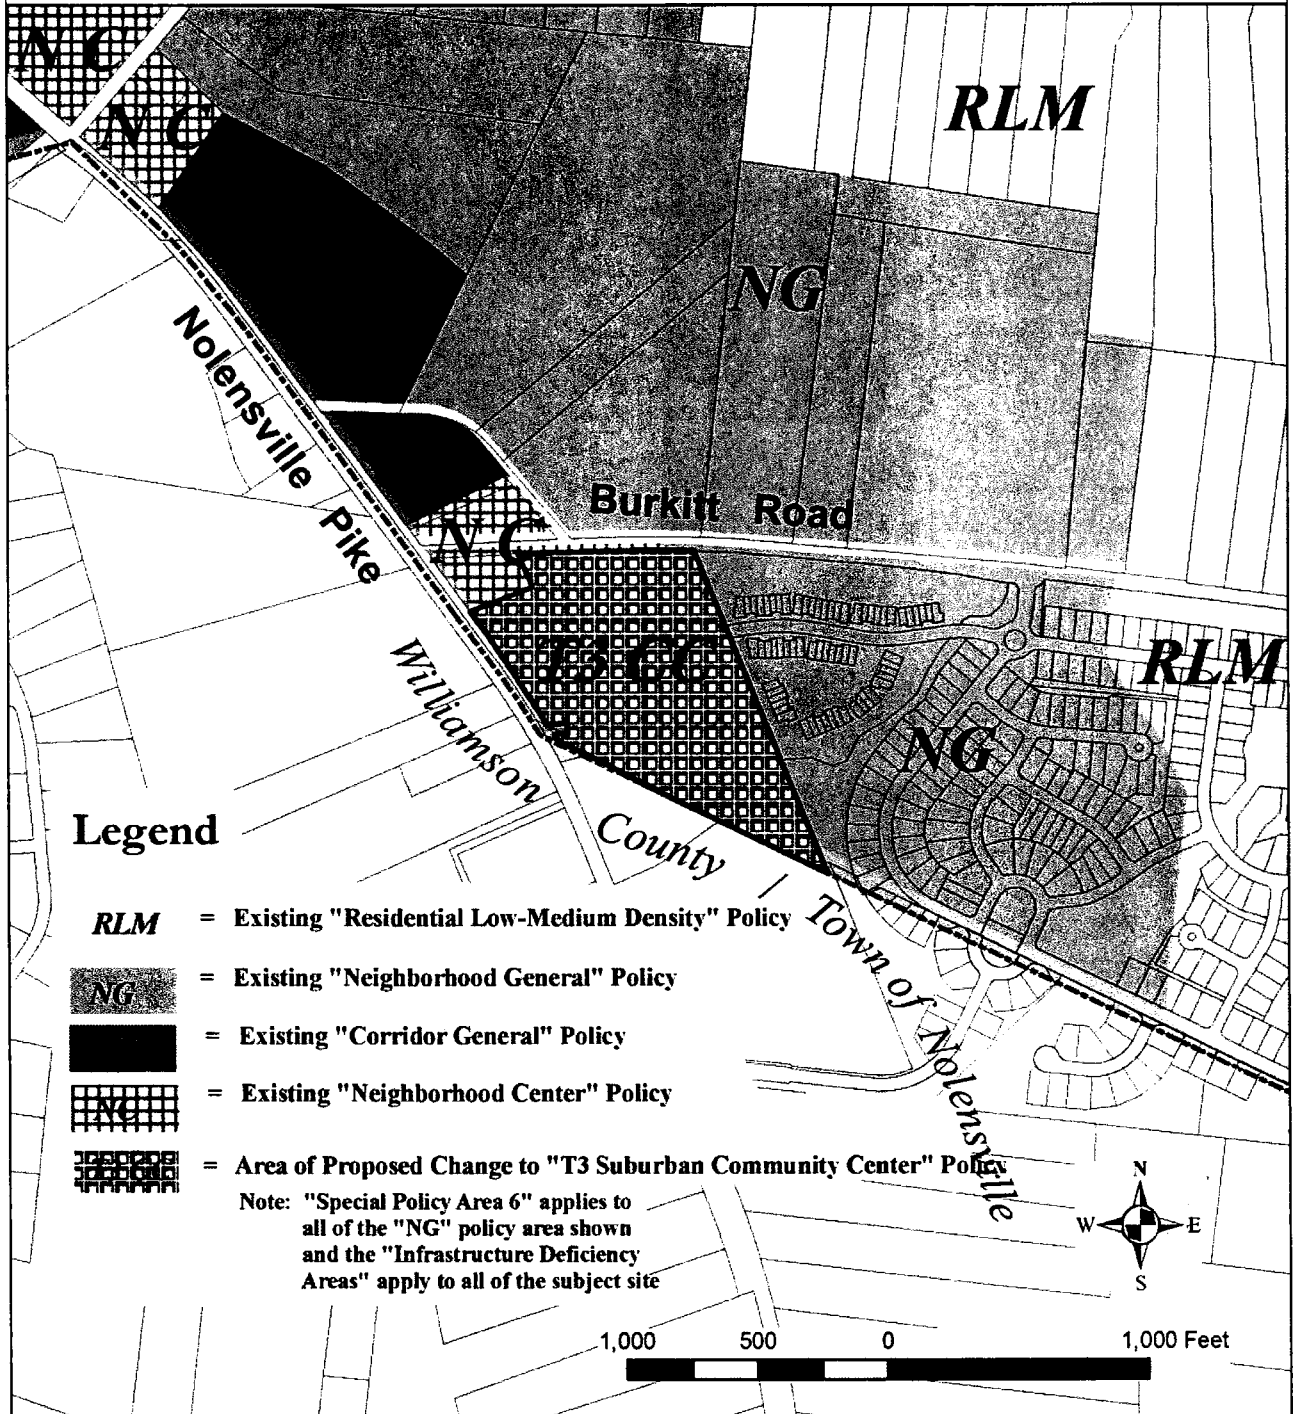 NC
NC
RLM
NG
Nolensville Pike
Burkitt Road
NC
T3 CC
RLM
NG
Williamson County / Town of Nolensville
Legend
RLM = Existing "Residential Low-Medium Density" Policy
NG = Existing "Neighborhood General" Policy
= Existing "Corridor General" Policy
NC = Existing "Neighborhood Center" Policy
= Area of Proposed Change to "T3 Suburban Community Center" Policy
Note: "Special Policy Area 6" applies to
all of the "NG" policy area shown
and the "Infrastructure Deficiency
Areas" apply to all of the subject site
N
W E
S
1,000 500 0 1,000 Feet